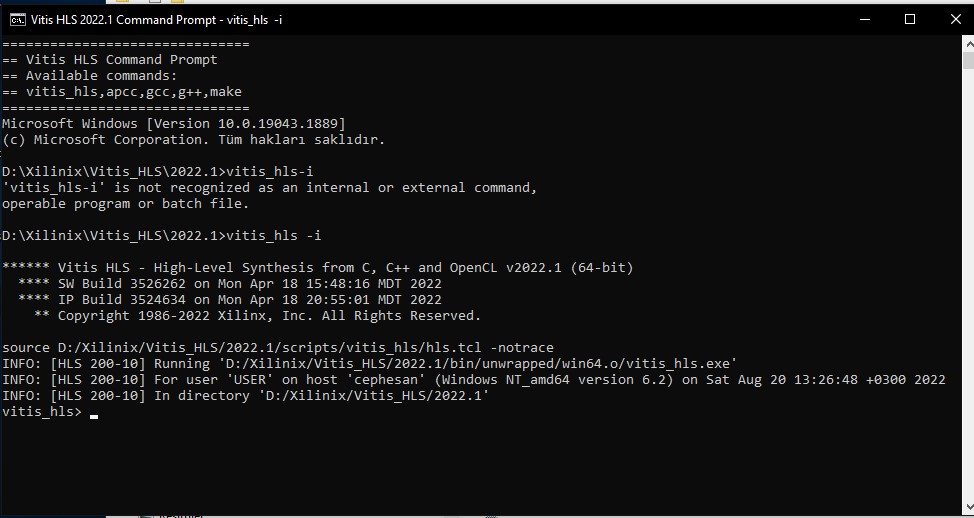 Vitis HLS 2022.1 Command Prompt - vitis_hls -i
===============================
== Vitis HLS Command Prompt
== Available commands:
== vitis_hls,apcc,gcc,g++,make
===============================
Microsoft Windows [Version 10.0.19043.1889]
(c) Microsoft Corporation. Tüm hakları saklıdır.
D:\Xilinix\Vitis_HLS\2022.1>vitis_hls-i
'vitis_hls-i' is not recognized as an internal or external command,
operable program or batch file.
D:\Xilinix\Vitis_HLS\2022.1>vitis_hls -i
****** Vitis HLS - High-Level Synthesis from C, C++ and OpenCL v2022.1 (64-bit)
**** SW Build 3526262 on Mon Apr 18 15:48:16 MDT 2022
**** IP Build 3524634 on Mon Apr 18 20:55:01 MDT 2022
** Copyright 1986-2022 Xilinx, Inc. All Rights Reserved.
source D:/Xilinix/Vitis_HLS/2022.1/scripts/vitis_hls/hls.tcl -notrace
INFO: [HLS 200-10] Running 'D:/Xilinix/Vitis_HLS/2022.1/bin/unwrapped/win64.o/vitis_hls.exe'
INFO: [HLS 200-10] For user 'USER' on host 'cephesan' (Windows NT_amd64 version 6.2) on Sat Aug 20 13:26:48 +0300 2022
INFO: [HLS 200-10] In directory 'D:/Xilinix/Vitis_HLS/2022.1'
vitis_hls>